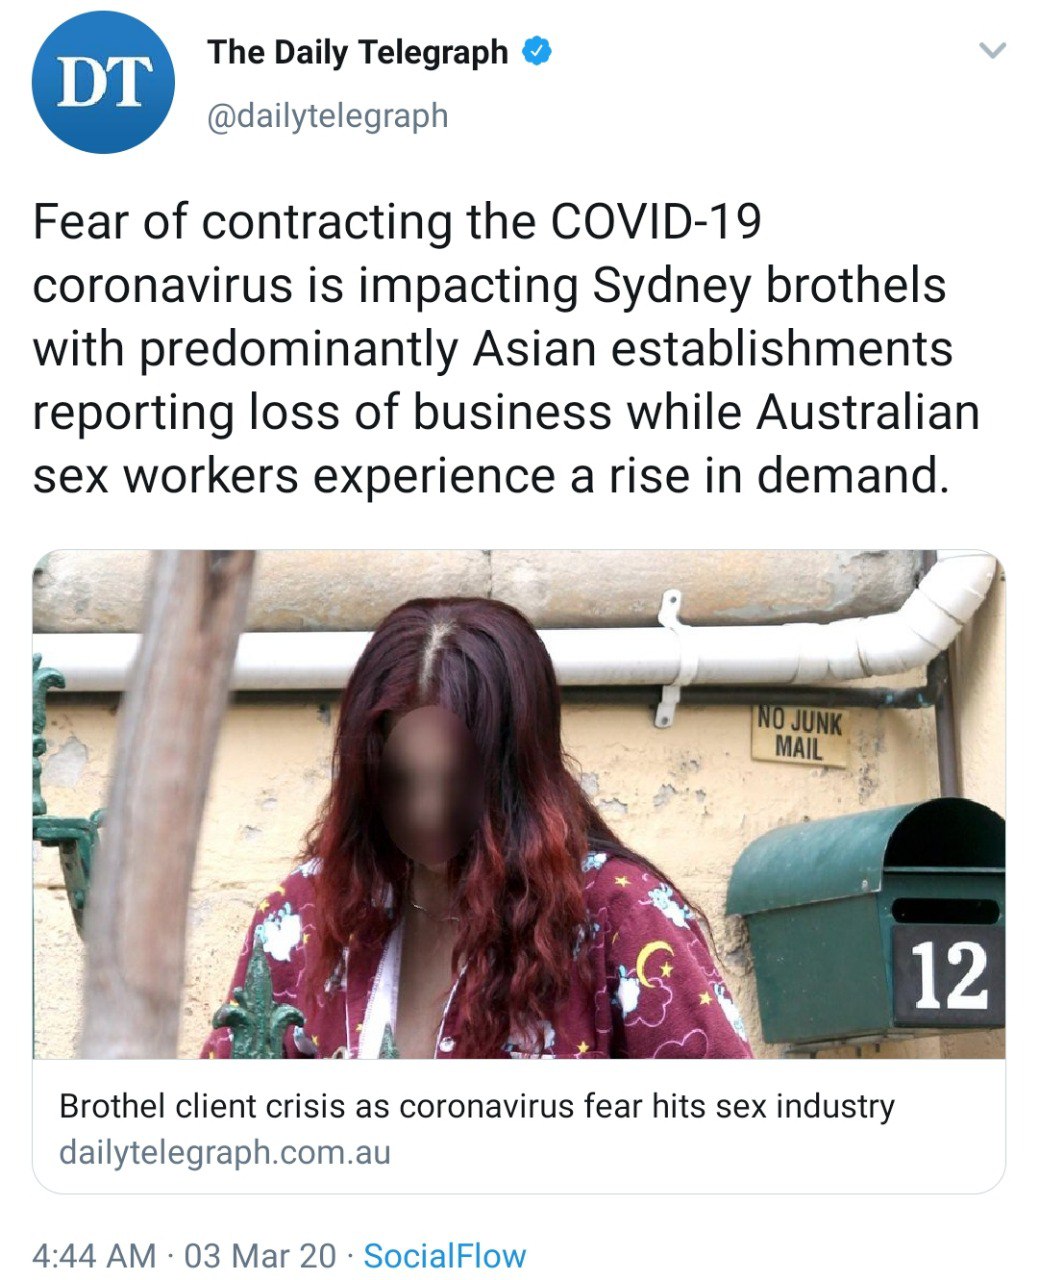 DT
The Daily Telegraph
@dailytelegraph
Fear of contracting the COVID-19
coronavirus is impacting Sydney brothels
with predominantly Asian establishments
reporting loss of business while Australian
sex workers experience a rise in demand.
NO JUNK
MAIL
12
Brothel client crisis as coronavirus fear hits sex industry
dailytelegraph.com.au
4:44 AM · 03 Mar 20 · SocialFlow